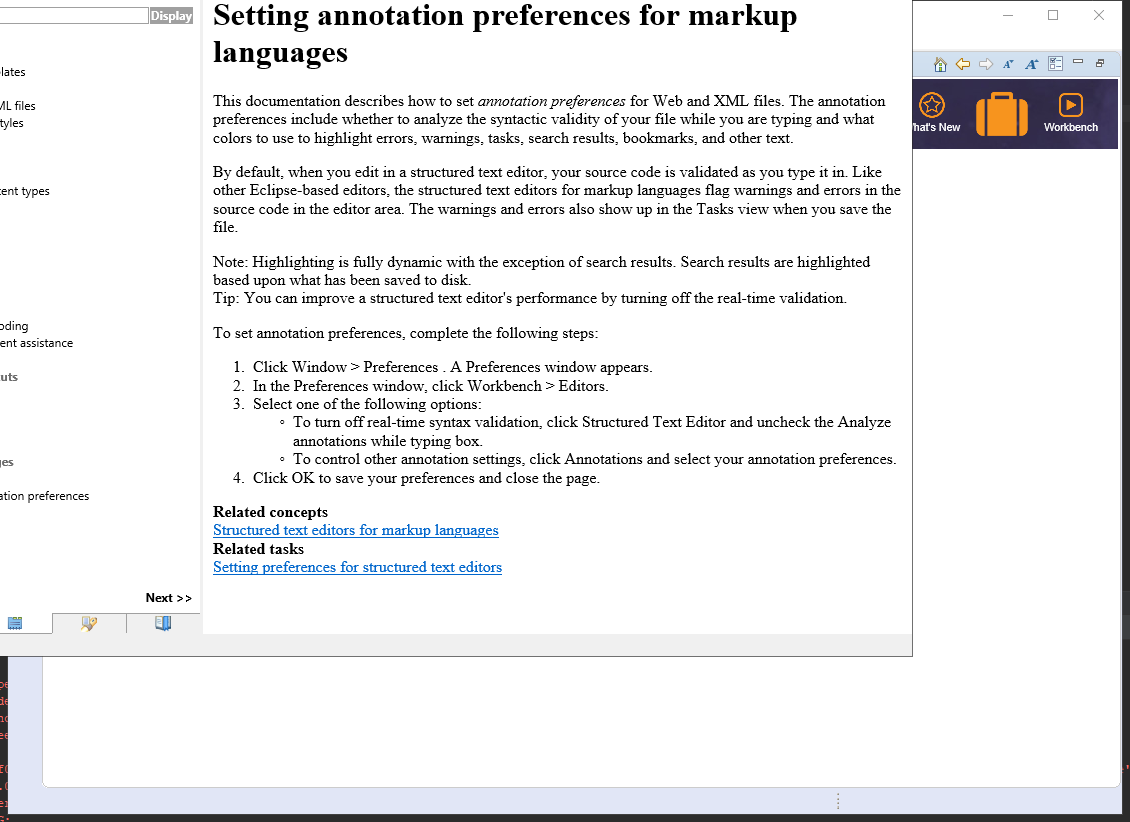 Display
Setting annotation preferences for markup
languages
lates
ML files
tyles
ent types
oding
ent assistance
uts
es
ation preferences
Next >>
This documentation describes how to set annotation preferences for Web and XML files. The annotation
preferences include whether to analyze the syntactic validity of your file while you are typing and what
colors to use to highlight errors, warnings, tasks, search results, bookmarks, and other text.
By default, when you edit in a structured text editor, your source code is validated as you type it in. Like
other Eclipse-based editors, the structured text editors for markup languages flag warnings and errors in the
source code in the editor area. The warnings and errors also show up in the Tasks view when you save the
file.
Note: Highlighting is fully dynamic with the exception of search results. Search results are highlighted
based upon what has been saved to disk.
Tip: You can improve a structured text editor's performance by turning off the real-time validation.
To set annotation preferences, complete the following steps:
1. Click Window > Preferences . A Preferences window appears.
2. In the Preferences window, click Workbench > Editors.
3. Select one of the following options:
◦ To turn off real-time syntax validation, click Structured Text Editor and uncheck the Analyze
annotations while typing box.
◦ To control other annotation settings, click Annotations and select your annotation preferences.
4. Click OK to save your preferences and close the page.
Related concepts
Structured text editors for markup languages
Related tasks
Setting preferences for structured text editors
hat's New
Workbench